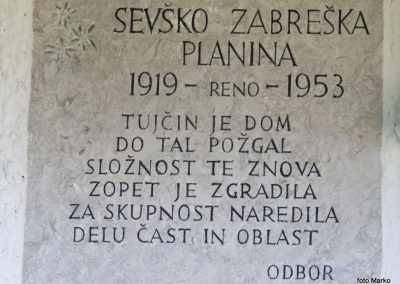 SEVŠKO ZABREŠKA
PLANINA
1919 - RENO - 1953
TUJČIN JE DOM
DO TAL POŽGAL
SLOŽNOST TE ZNOVA
ZOPET JE ZGRADILA
ZA SKUPNOST NAREDILA
DELU ČAST IN OBLAST
ODBOR
foto Marko